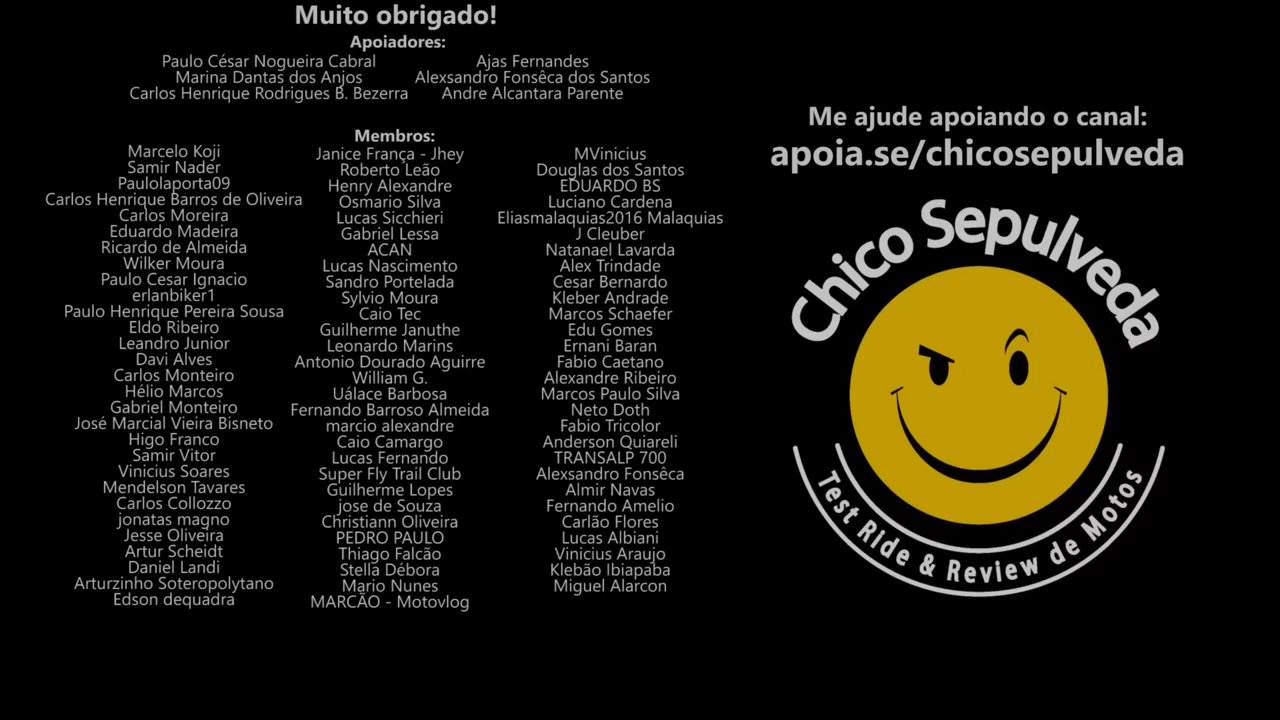 Muito obrigado!
Apoiadores:
Paulo César Nogueira Cabral
Marina Dantas dos Anjos
Carlos Henrique Rodrigues B. Bezerra
Ajas Fernandes
Alexsandro Fonsêca dos Santos
Andre Alcantara Parente
Membros:
Marcelo Koji
Samir Nader
Paulolaporta09
Carlos Henrique Barros de Oliveira
Carlos Moreira
Eduardo Madeira
Ricardo de Almeida
Wilker Moura
Paulo Cesar Ignacio
erlanbiker1
Paulo Henrique Pereira Sousa
Eldo Ribeiro
Leandro Junior
Davi Alves
Carlos Monteiro
Hélio Marcos
Gabriel Monteiro
José Marcial Vieira Bisneto
Higo Franco
Samir Vitor
Vinicius Soares
Mendelson Tavares
Carlos Collozzo
jonatas magno
Jesse Oliveira
Artur Scheidt
Daniel Landi
Arturzinho Soteropolytano
Edson dequadra
Janice França - Jhey
Roberto Leão
Henry Alexandre
Osmario Silva
Lucas Sicchieri
Gabriel Lessa
ACAN
Lucas Nascimento
Sandro Portelada
Sylvio Moura
Caio Tec
Guilherme Januthe
Leonardo Marins
Antonio Dourado Aguirre
William G.
Uálace Barbosa
Fernando Barroso Almeida
marcio alexandre
Caio Camargo
Lucas Fernando
Super Fly Trail Club
Guilherme Lopes
jose de Souza
Christiann Oliveira
PEDRO PAULO
Thiago Falcão
Stella Débora
Mario Nunes
MARCÃO - Motovlog
MVinicius
Douglas dos Santos
EDUARDO BS
Luciano Cardena
Eliasmalaquias2016 Malaquias
J Cleuber
Natanael Lavarda
Alex Trindade
Cesar Bernardo
Kleber Andrade
Marcos Schaefer
Edu Gomes
Ernani Baran
Fabio Caetano
Alexandre Ribeiro
Marcos Paulo Silva
Neto Doth
Fabio Tricolor
Anderson Quiareli
TRANSALP 700
Alexsandro Fonsêca
Almir Navas
Fernando Amelio
Carlão Flores
Lucas Albiani
Vinicius Araujo
Klebão Ibiapaba
Miguel Alarcon
Me ajude apoiando o canal:
apoia.se/chicosepulveda
Chico Sepulveda
Test Ride & Review de Motos